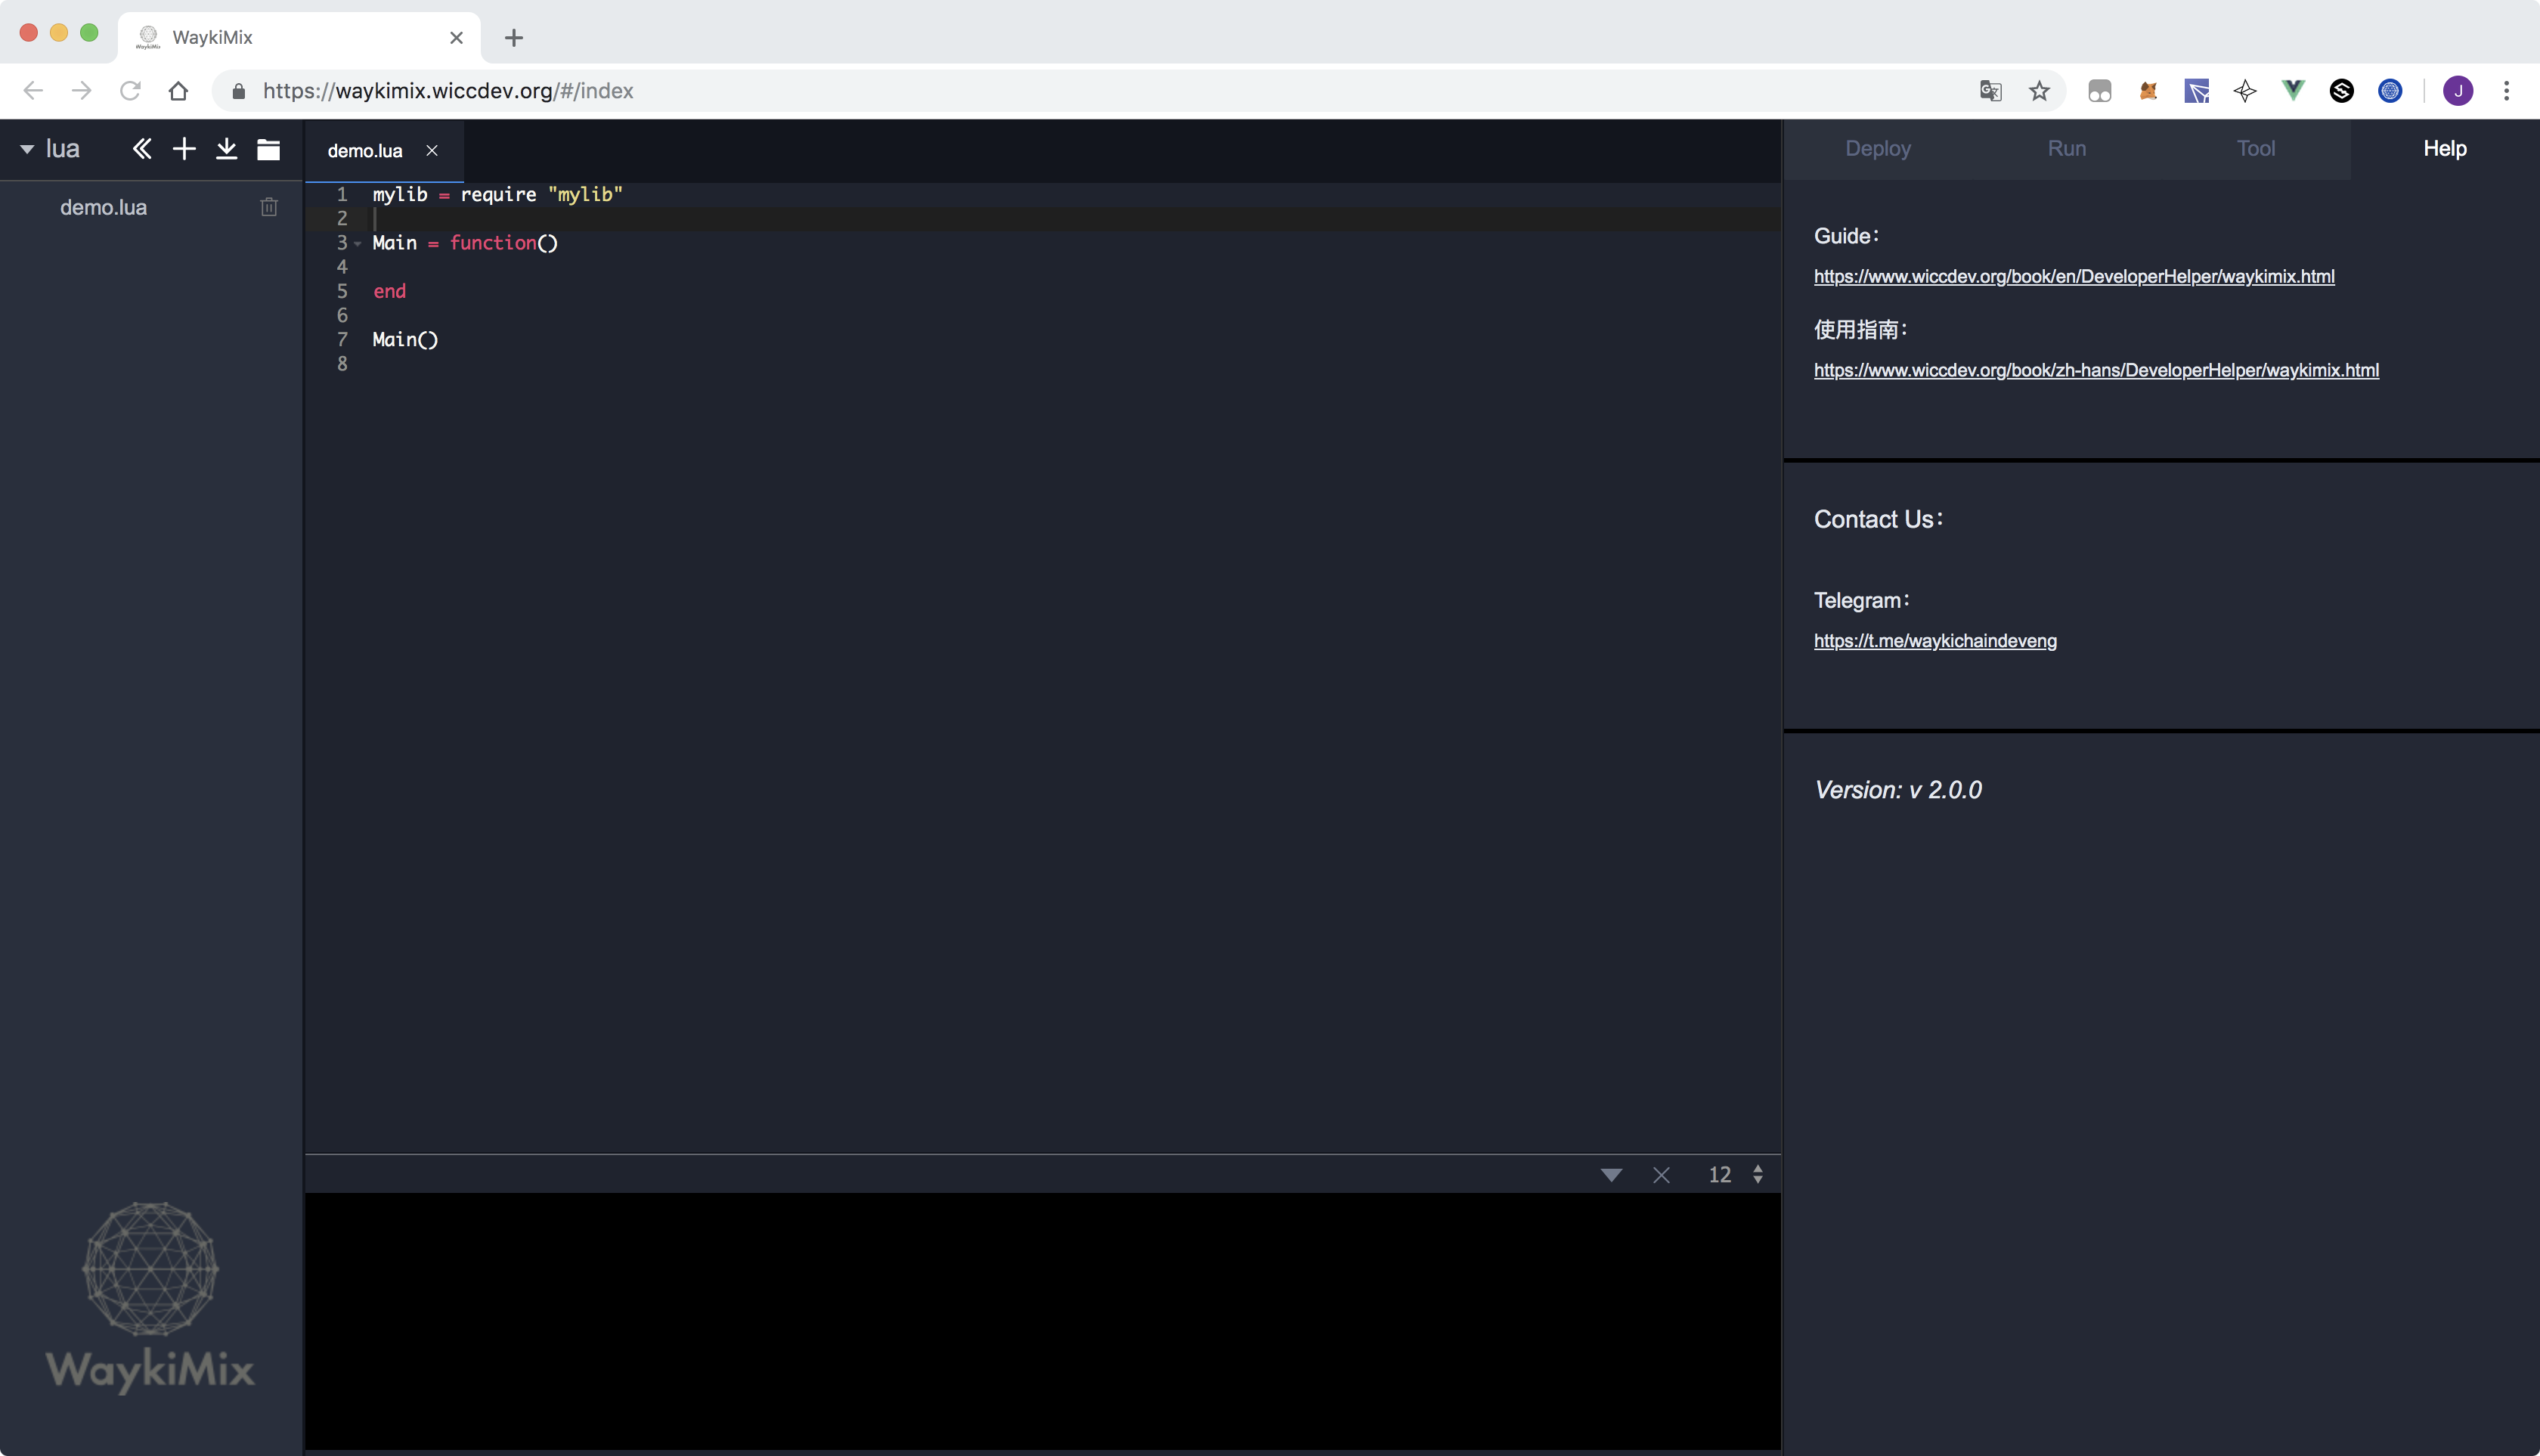 WaykiMix
https://waykimix.wiccdev.org/#/index
J
lua
demo.lua
WaykiMix
demo.lua
1 mylib = require "mylib"
2
3 Main = function()
4
5 end
6
7 Main()
8
12
Deploy Run Tool Help
Guide：
https://www.wiccdev.org/book/en/DeveloperHelper/waykimix.html
使用指南：
https://www.wiccdev.org/book/zh-hans/DeveloperHelper/waykimix.html
Contact Us：
Telegram：
https://t.me/waykichaindeveng
Version: v 2.0.0